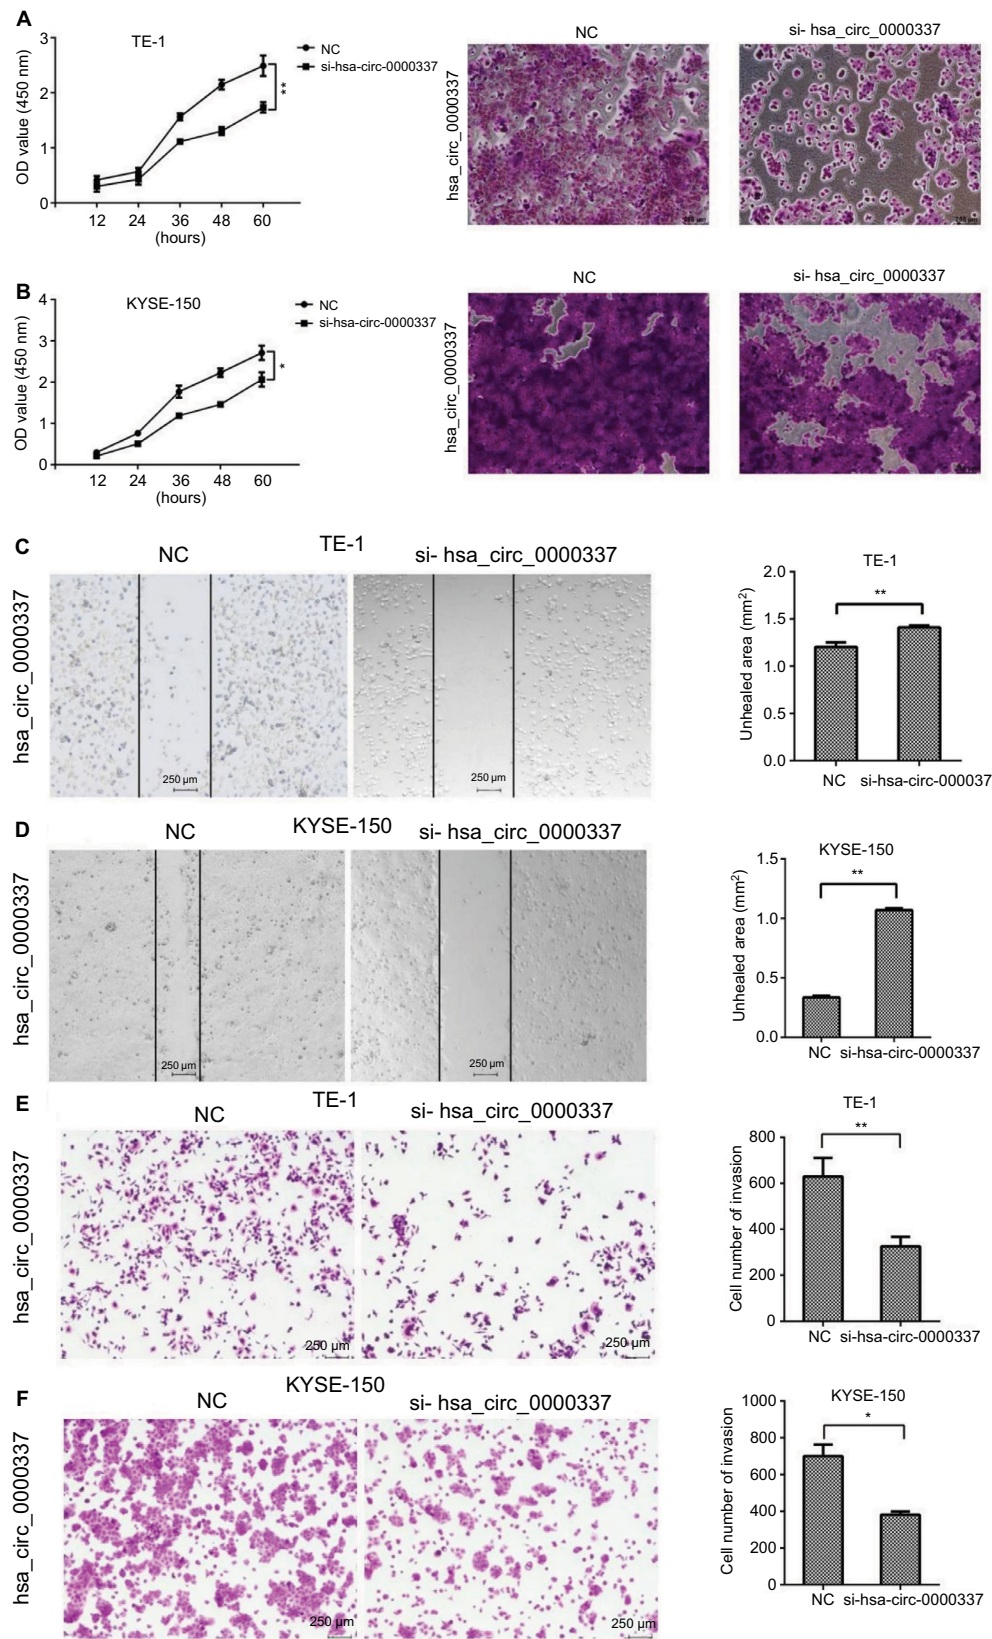 A
TE-1
OD value (450 nm)
3
2
1
0
12 24 36 48 60
(hours)
NC
si-hsa-circ-0000337
**
NC
si- hsa_circ_0000337
hsa_circ_0000337
B
KYSE-150
OD value (450 nm)
4
3
2
1
0
12 24 36 48 60
(hours)
NC
si-hsa-circ-0000337
*
NC
si- hsa_circ_0000337
hsa_circ_0000337
C
TE-1
NC
si- hsa_circ_0000337
hsa_circ_0000337
250 µm
250 µm
TE-1
Unhealed area (mm²)
2.0
1.5
1.0
0.5
0.0
**
NC si-hsa-circ-000037
D
KYSE-150
NC
si- hsa_circ_0000337
hsa_circ_0000337
250 µm
250 µm
KYSE-150
Unhealed area (mm²)
1.5
1.0
0.5
0.0
**
NC si-hsa-circ-0000337
E
TE-1
NC
si- hsa_circ_0000337
hsa_circ_0000337
250 µm
250 µm
TE-1
Cell number of invasion
800
600
400
200
0
**
NC si-hsa-circ-0000337
F
KYSE-150
NC
si- hsa_circ_0000337
hsa_circ_0000337
250 µm
250 µm
KYSE-150
Cell number of invasion
1000
800
600
400
200
0
*
NC si-hsa-circ-0000337